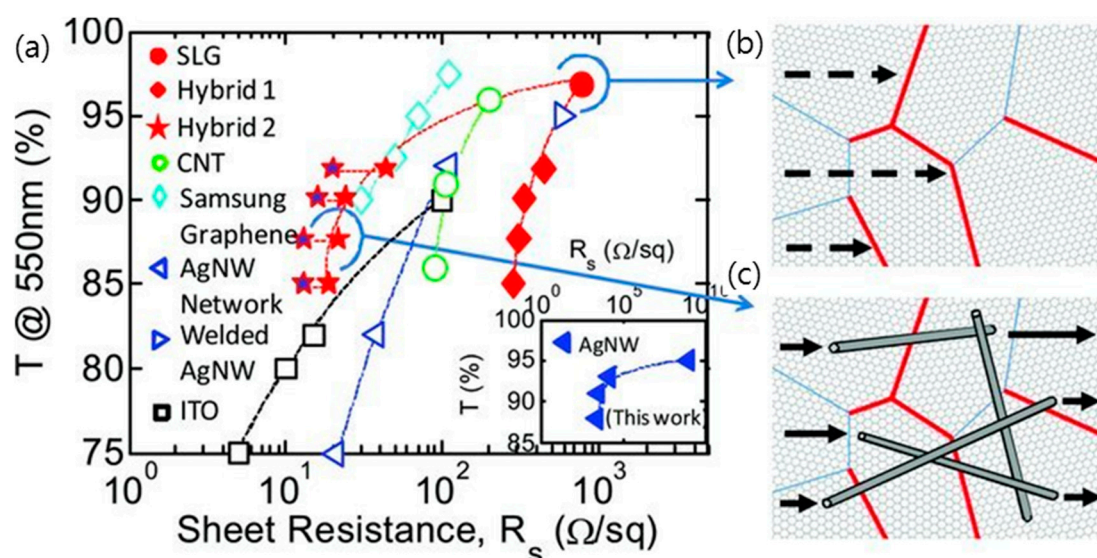 (a)
100
95
90
85
80
75
T @ 550nm (%)
SLG
Hybrid 1
Hybrid 2
CNT
Samsung
Graphene
AgNW
Network
Welded
AgNW
ITO
R_s (Ω/sq)
10^0 10^5 10^10
100
95
90
85
T (%)
AgNW
(This work)
10^0 10^1 10^2 10^3
Sheet Resistance, R_s (Ω/sq)
(b)
(c)